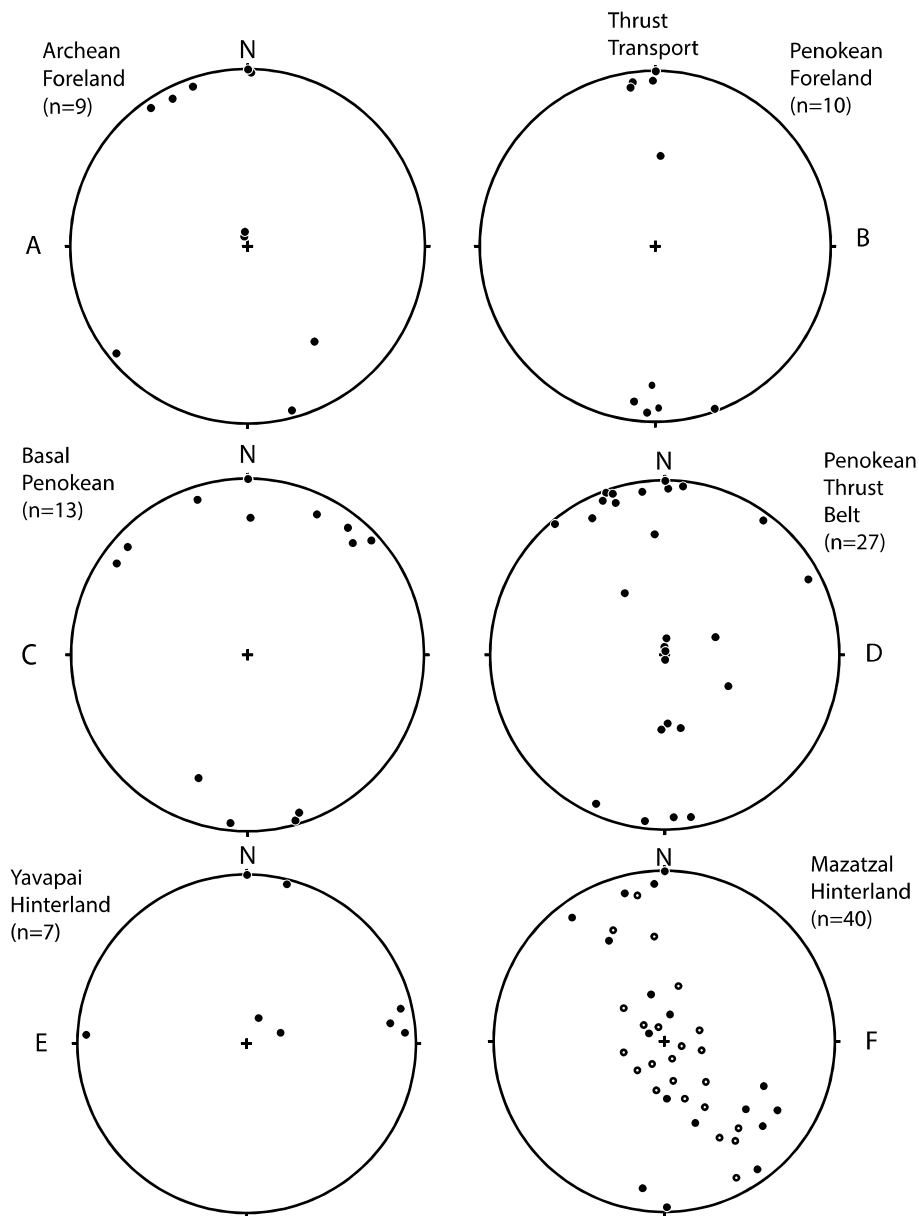 Archean
Foreland
(n=9)
N
A
Thrust
Transport
Penokean
Foreland
(n=10)
B
Basal
Penokean
(n=13)
N
C
N
Penokean
Thrust
Belt
(n=27)
D
Yavapai
Hinterland
(n=7)
N
E
N
Mazatzal
Hinterland
(n=40)
F